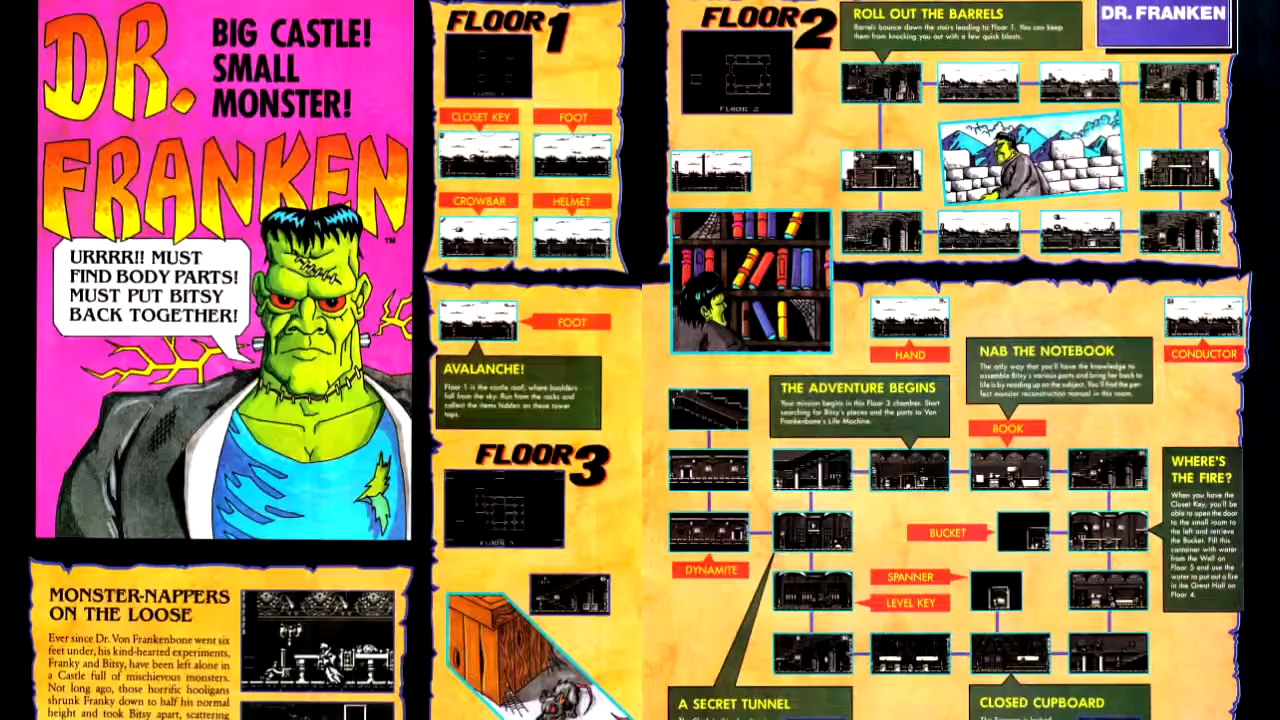 DR.
FRANKEN
TM
BIG CASTLE!
SMALL
MONSTER!
URRRR!! MUST
FIND BODY PARTS!
MUST PUT BITSY
BACK TOGETHER!
MONSTER-NAPPERS
ON THE LOOSE
Ever since Dr. Von Frankenbone went six
feet under, his kind-hearted experiments,
Franky and Bitsy, have been left alone in
a Castle full of mischievous monsters.
Not long ago, those horrific hooligans
shrunk Franky down to half his normal
height and took Bitsy apart, scattering
FLOOR 1
FLOOR 1
CLOSET KEY
FOOT
CROWBAR
HELMET
FOOT
AVALANCHE!
Floor 1 is the castle roof, where boulders
fall from the sky. Run from the rocks and
collect the items hidden on these tower
tops.
FLOOR 2
FLOOR 2
ROLL OUT THE BARRELS
Barrels bounce down the stairs leading to Floor 1. You can keep
them from knocking you out with a few quick blasts.
DR. FRANKEN
FLOOR 3
FLOOR 3
HAND
CONDUCTOR
NAB THE NOTEBOOK
The only way that you'll have the knowledge to
assemble Bitsy's various parts and bring her back to
life is by reading up on the subject. You'll find the per-
fect monster reconstruction manual in this room.
THE ADVENTURE BEGINS
Your mission begins in this Floor 3 chamber. Start
searching for Bitsy's pieces and the parts to Von
Frankenbone's Life Machine.
BOOK
WHERE'S
THE FIRE?
When you have the
Closet Key, you'll be
able to open the door
to the small room to
the left and retrieve
the Bucket. Fill this
container with water
from the Well on
Floor 5 and use the
water to put out a fire
in the Great Hall on
Floor 4.
BUCKET
DYNAMITE
SPANNER
LEVEL KEY
A SECRET TUNNEL
CLOSED CUPBOARD